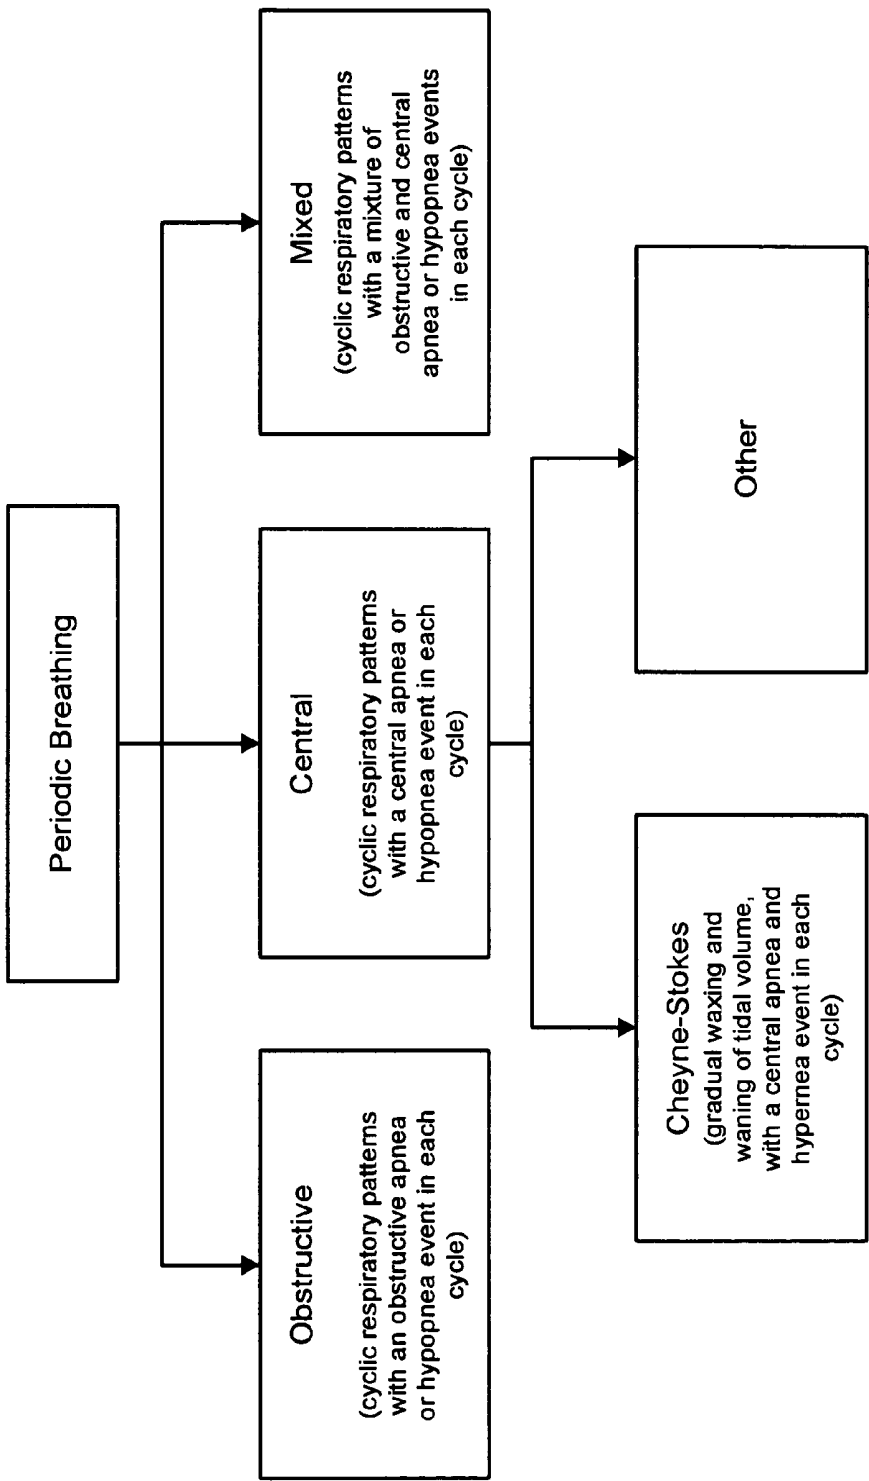 Periodic Breathing
Obstructive
(cyclic respiratory patterns
with an obstructive apnea
or hypopnea event in each
cycle)
Central
(cyclic respiratory patterns
with a central apnea or
hypopnea event in each
cycle)
Mixed
(cyclic respiratory patterns
with a mixture of
obstructive and central
apnea or hypopnea events
in each cycle)
Cheyne-Stokes
(gradual waxing and
waning of tidal volume,
with a central apnea and
hypernea event in each
cycle)
Other